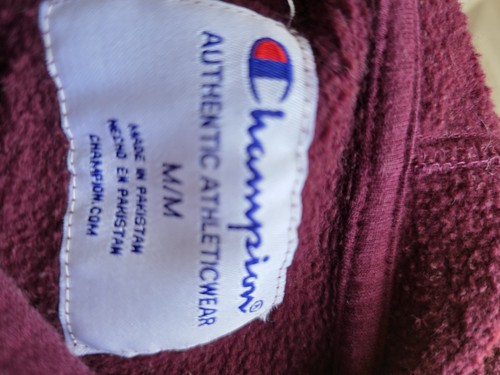 Champion®
AUTHENTIC ATHLETICWEAR
M/M
MADE IN PAKISTAN
HECHO EN PAKISTAN
CHAMPION.COM